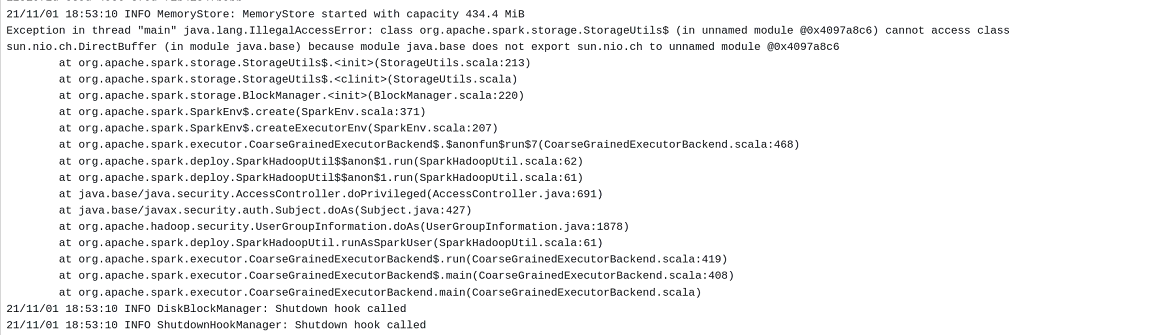 21/11/01 18:53:10 INFO MemoryStore: MemoryStore started with capacity 434.4 MiB
Exception in thread "main" java.lang.IllegalAccessError: class org.apache.spark.storage.StorageUtils$ (in unnamed module @0x4097a8c6) cannot access class
sun.nio.ch.DirectBuffer (in module java.base) because module java.base does not export sun.nio.ch to unnamed module @0x4097a8c6
at org.apache.spark.storage.StorageUtils$.<init>(StorageUtils.scala:213)
at org.apache.spark.storage.StorageUtils$.<clinit>(StorageUtils.scala)
at org.apache.spark.storage.BlockManager.<init>(BlockManager.scala:220)
at org.apache.spark.SparkEnv$.create(SparkEnv.scala:371)
at org.apache.spark.SparkEnv$.createExecutorEnv(SparkEnv.scala:207)
at org.apache.spark.executor.CoarseGrainedExecutorBackend$.$anonfun$run$7(CoarseGrainedExecutorBackend.scala:468)
at org.apache.spark.deploy.SparkHadoopUtil$$anon$1.run(SparkHadoopUtil.scala:62)
at org.apache.spark.deploy.SparkHadoopUtil$$anon$1.run(SparkHadoopUtil.scala:61)
at java.base/java.security.AccessController.doPrivileged(AccessController.java:691)
at java.base/javax.security.auth.Subject.doAs(Subject.java:427)
at org.apache.hadoop.security.UserGroupInformation.doAs(UserGroupInformation.java:1878)
at org.apache.spark.deploy.SparkHadoopUtil.runAsSparkUser(SparkHadoopUtil.scala:61)
at org.apache.spark.executor.CoarseGrainedExecutorBackend$.run(CoarseGrainedExecutorBackend.scala:419)
at org.apache.spark.executor.CoarseGrainedExecutorBackend$.main(CoarseGrainedExecutorBackend.scala:408)
at org.apache.spark.executor.CoarseGrainedExecutorBackend.main(CoarseGrainedExecutorBackend.scala)
21/11/01 18:53:10 INFO DiskBlockManager: Shutdown hook called
21/11/01 18:53:10 INFO ShutdownHookManager: Shutdown hook called